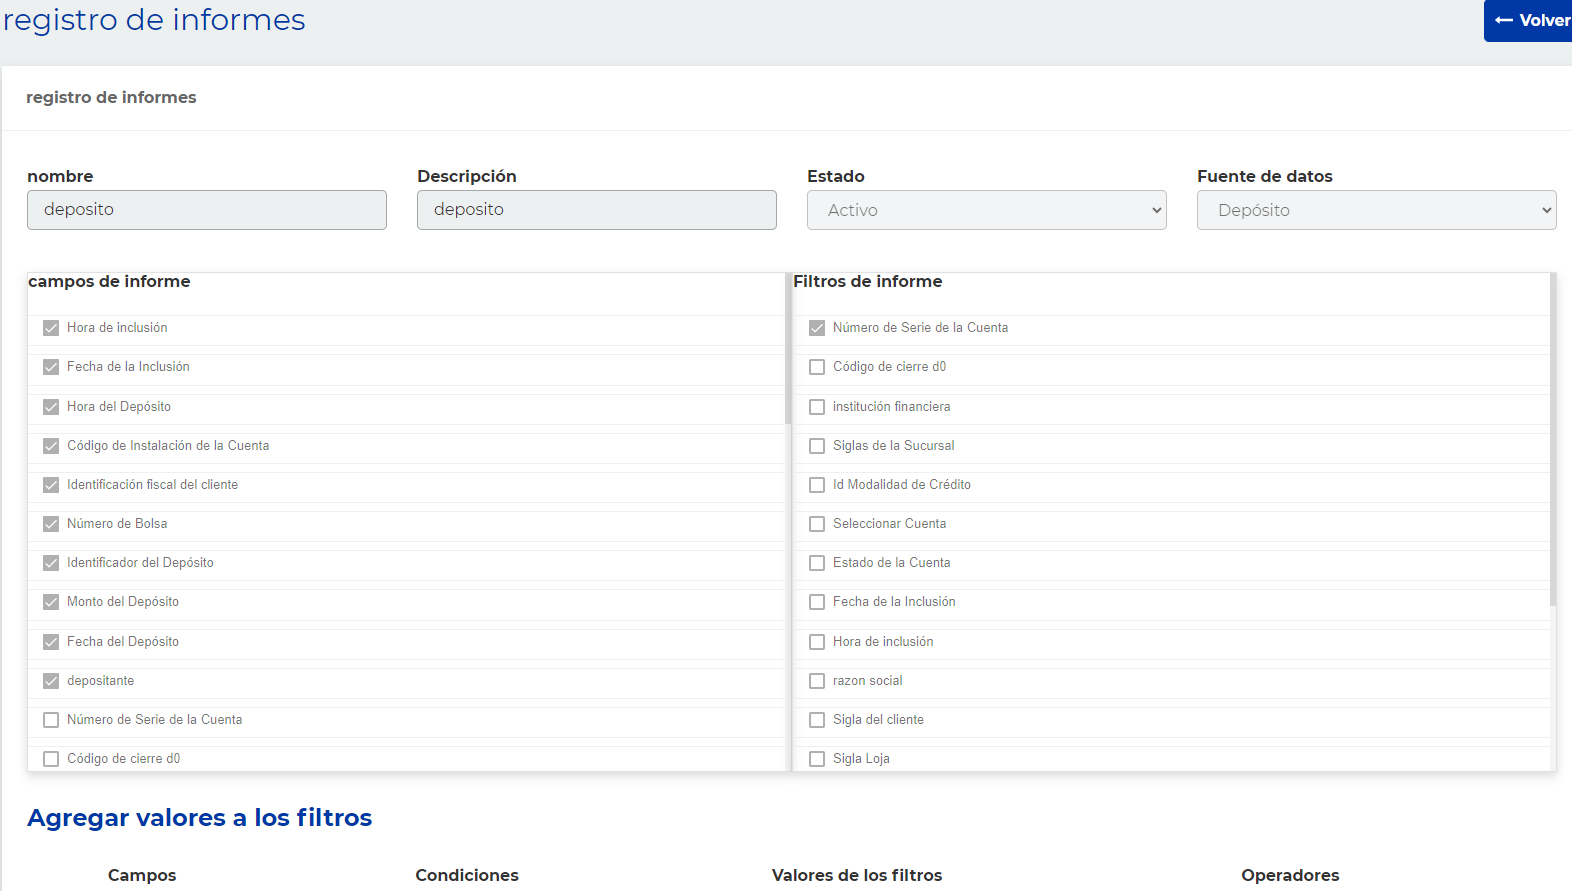 registro de informes
← Volver
registro de informes
nombre
Descripción
Estado
Fuente de datos
deposito
deposito
Activo
Depósito
campos de informe
Hora de inclusión
Fecha de la Inclusión
Hora del Depósito
Código de Instalación de la Cuenta
Identificación fiscal del cliente
Número de Bolsa
Identificador del Depósito
Monto del Depósito
Fecha del Depósito
depositante
Número de Serie de la Cuenta
Código de cierre d0
Filtros de informe
Número de Serie de la Cuenta
Código de cierre d0
institución financiera
Siglas de la Sucursal
Id Modalidad de Crédito
Seleccionar Cuenta
Estado de la Cuenta
Fecha de la Inclusión
Hora de inclusión
razon social
Sigla del cliente
Sigla Loja
Agregar valores a los filtros
Campos
Condiciones
Valores de los filtros
Operadores